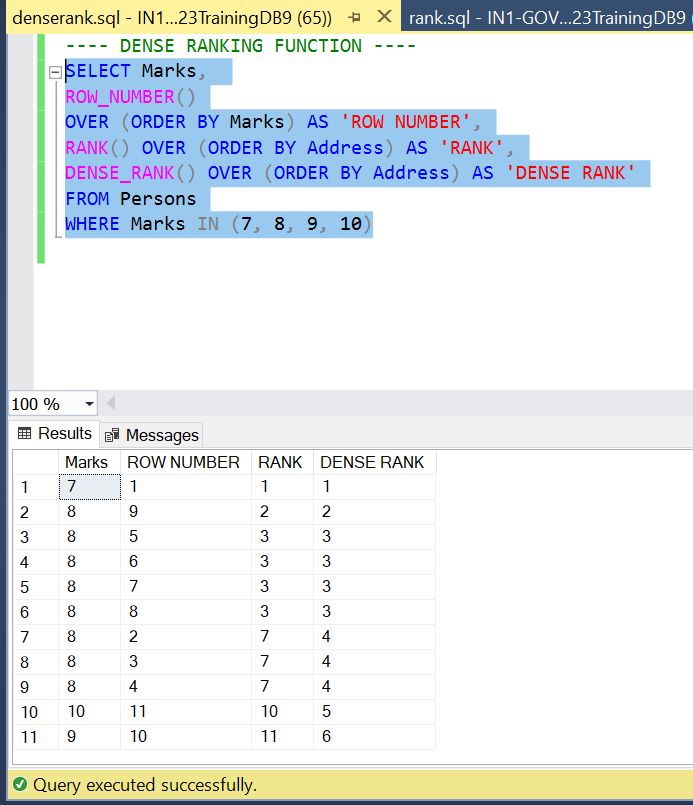 denserank.sql - IN1...23TrainingDB9 (65)) rank.sql - IN1-GOV...23TrainingDB9
---- DENSE RANKING FUNCTION ----
SELECT Marks,
ROW_NUMBER()
OVER (ORDER BY Marks) AS 'ROW NUMBER',
RANK() OVER (ORDER BY Address) AS 'RANK',
DENSE_RANK() OVER (ORDER BY Address) AS 'DENSE RANK'
FROM Persons
WHERE Marks IN (7, 8, 9, 10)
100 %
Results Messages
Marks ROW NUMBER RANK DENSE RANK
1 7 1 1 1
2 8 9 2 2
3 8 5 3 3
4 8 6 3 3
5 8 7 3 3
6 8 8 3 3
7 8 2 7 4
8 8 3 7 4
9 8 4 7 4
10 10 11 10 5
11 9 10 11 6
Query executed successfully.